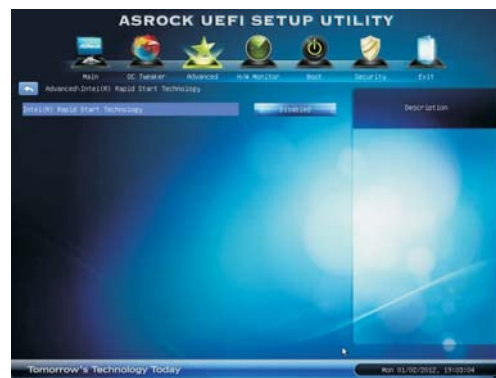 ASROCK UEFI SETUP UTILITY
Main OC Tweaker Advanced H/W Monitor Boot Security Exit
Advanced\Intel(R) Rapid Start Technology
Intel(R) Rapid Start Technology Disabled
Description
Tomorrow's Technology Today
Mon 01/02/2012, 19:03:04